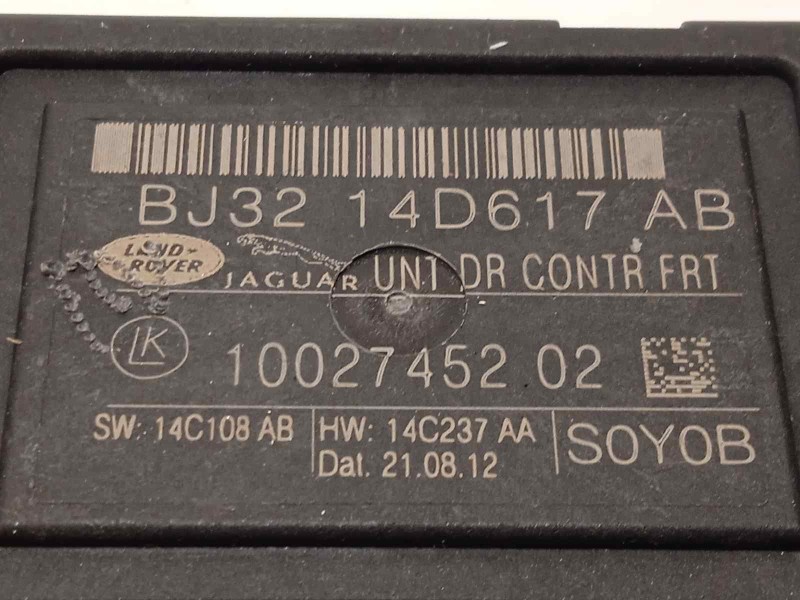 BJ32 14D617 AB
LAND-ROVER
JAGUAR UNT DR CONTR FRT
LK 10027452 02
SW: 14C108 AB
HW: 14C237 AA
Dat. 21.08.12
SOYOB